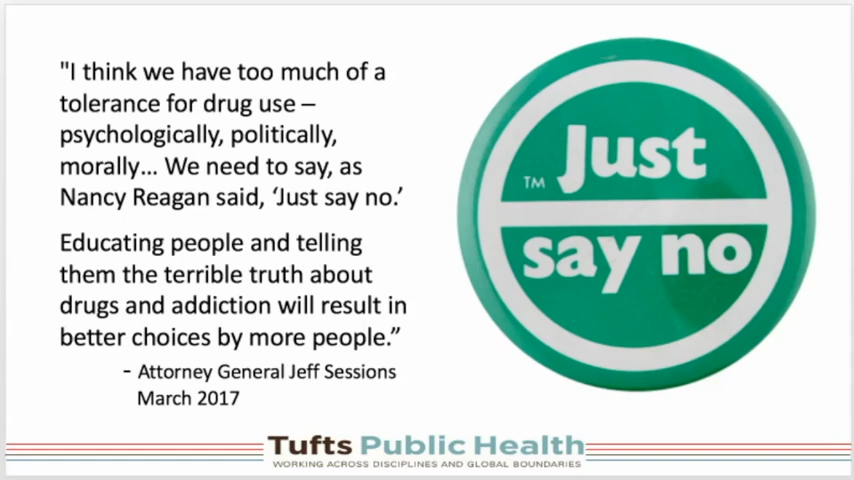 "I think we have too much of a
tolerance for drug use –
psychologically, politically,
morally... We need to say, as
Nancy Reagan said, ‘Just say no.’
Educating people and telling
them the terrible truth about
drugs and addiction will result in
better choices by more people.”
- Attorney General Jeff Sessions
March 2017
Just
TM
say no
Tufts Public Health
WORKING ACROSS DISCIPLINES AND GLOBAL BOUNDARIES